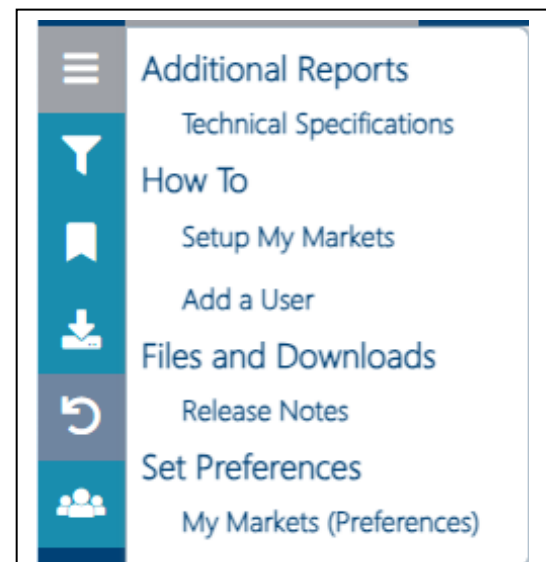 Additional Reports
Technical Specifications
How To
Setup My Markets
Add a User
Files and Downloads
Release Notes
Set Preferences
My Markets (Preferences)